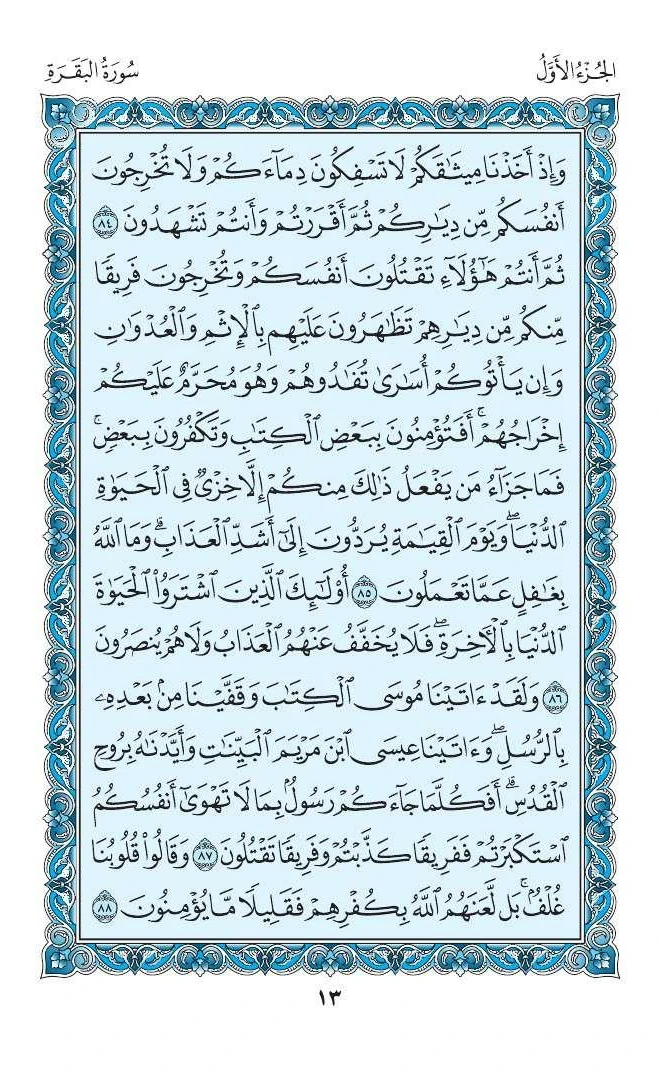 الجُزْءُ الأَوَّلُ
سُورَةُ البَقَرَةِ
وَإِذْ أَخَذْنَا مِيثَٰقَكُمْ لَا تَسْفِكُونَ دِمَآءَكُمْ وَلَا تُخْرِجُونَ
أَنفُسَكُم مِّن دِيَٰرِكُمْ ثُمَّ أَقْرَرْتُمْ وَأَنتُمْ تَشْهَدُونَ ٨٤
ثُمَّ أَنتُمْ هَٰٓؤُلَآءِ تَقْتُلُونَ أَنفُسَكُمْ وَتُخْرِجُونَ فَرِيقًا
مِّنكُم مِّن دِيَٰرِهِمْ تَظَٰهَرُونَ عَلَيْهِم بِٱلْإِثْمِ وَٱلْعُدْوَٰنِ
وَإِن يَأْتُوكُمْ أُسَٰرَىٰ تُفَٰدُوهُمْ وَهُوَ مُحَرَّمٌ عَلَيْكُمْ
إِخْرَاجُهُمْۚ أَفَتُؤْمِنُونَ بِبَعْضِ ٱلْكِتَٰبِ وَتَكْفُرُونَ بِبَعْضٍۚ
فَمَا جَزَآءُ مَن يَفْعَلُ ذَٰلِكَ مِنكُمْ إِلَّا خِزْىٌ فِى ٱلْحَيَوٰةِ
ٱلدُّنْيَاۖ وَيَوْمَ ٱلْقِيَٰمَةِ يُرَدُّونَ إِلَىٰٓ أَشَدِّ ٱلْعَذَابِۗ وَمَا ٱللَّهُ
بِغَٰفِلٍ عَمَّا تَعْمَلُونَ ٨٥ أُو۟لَٰٓئِكَ ٱلَّذِينَ ٱشْتَرَوُا۟ ٱلْحَيَوٰةَ
ٱلدُّنْيَا بِٱلْءَاخِرَةِۖ فَلَا يُخَفَّفُ عَنْهُمُ ٱلْعَذَابُ وَلَا هُمْ يُنصَرُونَ
٨٦ وَلَقَدْ ءَاتَيْنَا مُوسَى ٱلْكِتَٰبَ وَقَفَّيْنَا مِنۢ بَعْدِهِۦ
بِٱلرُّسُلِۖ وَءَاتَيْنَا عِيسَى ٱبْنَ مَرْيَمَ ٱلْبَيِّنَٰتِ وَأَيَّدْنَٰهُ بِرُوحِ
ٱلْقُدُسِۗ أَفَكُلَّمَا جَآءَكُمْ رَسُولٌۢ بِمَا لَا تَهْوَىٰٓ أَنفُسُكُمُ
ٱسْتَكْبَرْتُمْ فَفَرِيقًا كَذَّبْتُمْ وَفَرِيقًا تَقْتُلُونَ ٨٧ وَقَالُوا۟ قُلُوبُنَا
غُلْفٌۢۚ بَل لَّعَنَهُمُ ٱللَّهُ بِكُفْرِهِمْ فَقَلِيلًا مَّا يُؤْمِنُونَ ٨٨
١٣